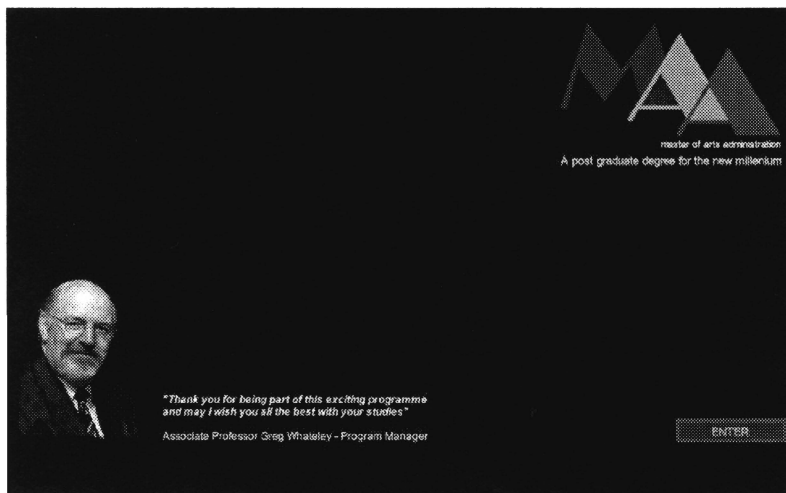 MAA
master of arts administration
A post graduate degree for the new millenium
"Thank you for being part of this exciting programme
and may I wish you all the best with your studies"
Associate Professor Greg Whateley - Program Manager
ENTER